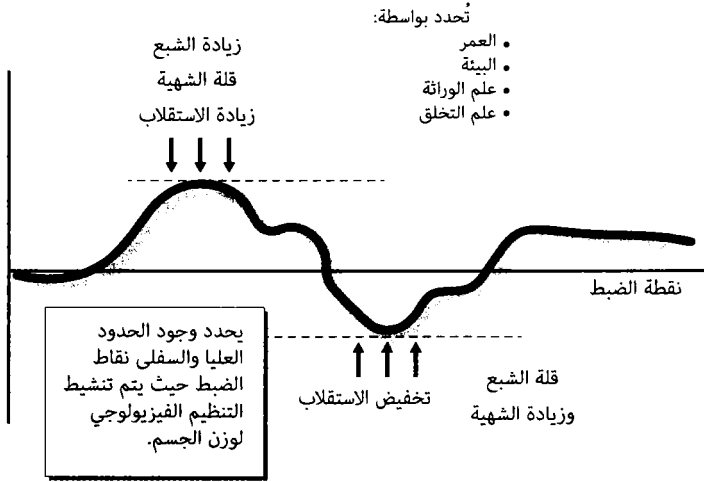 تُحدد بواسطة:
• العمر
• البيئة
• علم الوراثة
• علم التخلق
زيادة الشبع
قلة الشهية
زيادة الاستقلاب
نقطة الضبط
يحدد وجود الحدود
العليا والسفلى نقاط
الضبط حيث يتم تنشيط
التنظيم الفيزيولوجي
لوزن الجسم.
تخفيض الاستقلاب
قلة الشبع
وزيادة الشهية